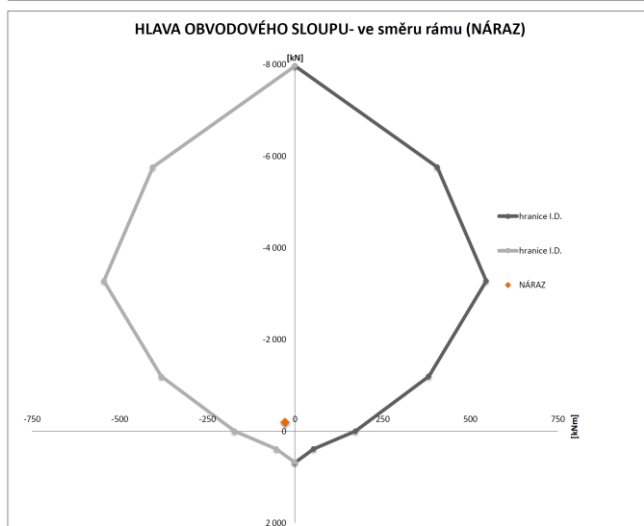 HLAVA OBVODOVÉHO SLOUPU- ve směru rámu (NÁRAZ)
[kN]
-8 000
-6 000
hranice I.D.
hranice I.D.
-4 000
NÁRAZ
-2 000
-750 -500 -250 0 250 500 750
0
[kNm]
2 000